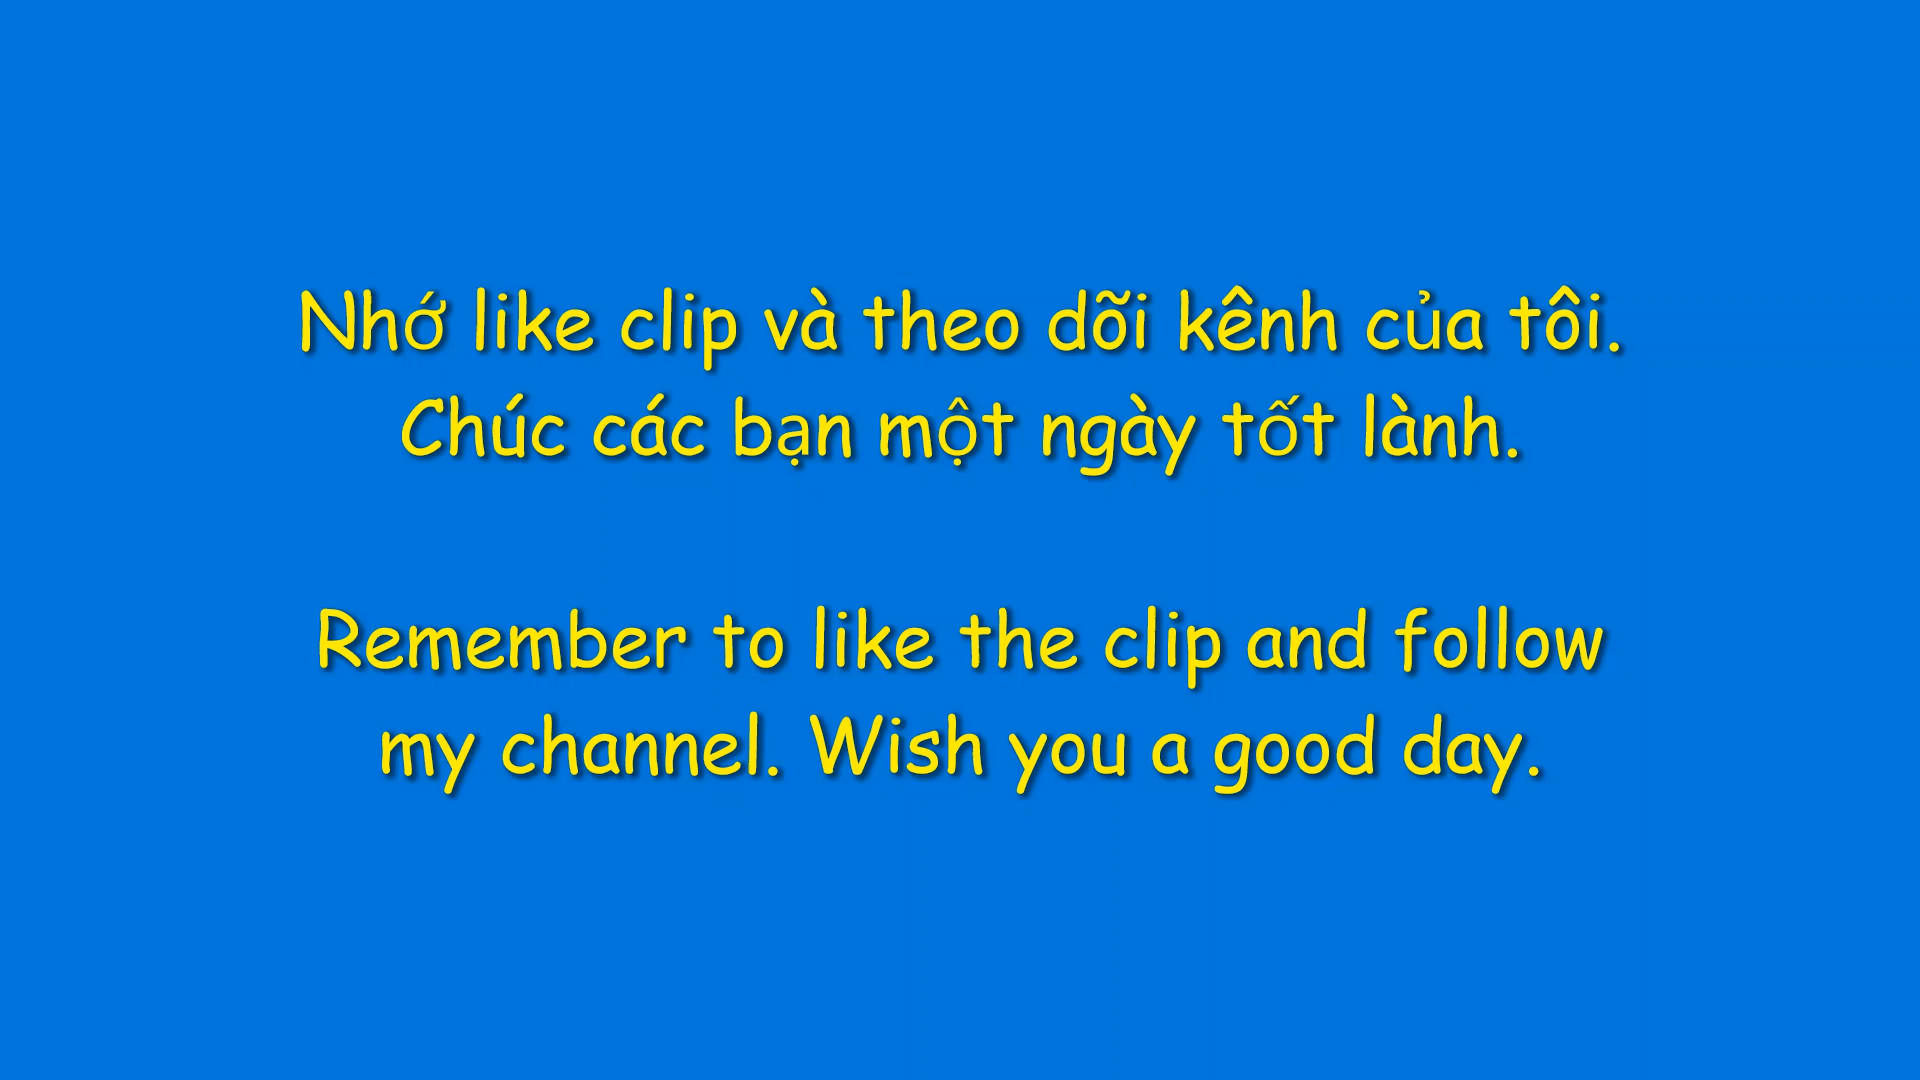 Nhớ like clip và theo dõi kênh của tôi.
Chúc các bạn một ngày tốt lành.
Remember to like the clip and follow
my channel. Wish you a good day.